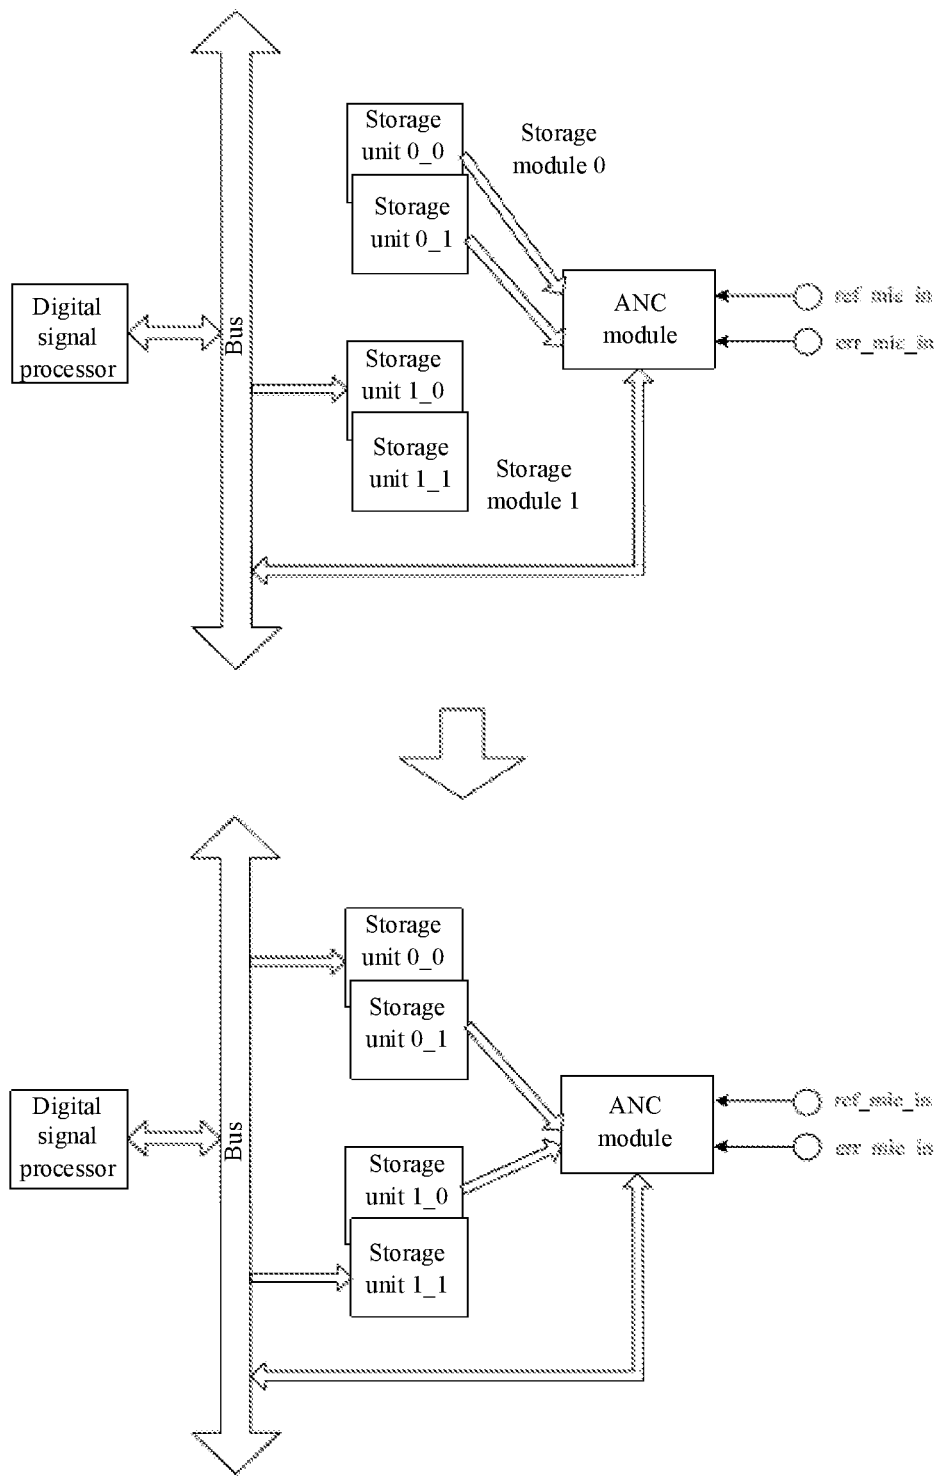 Storage
unit 0_0
Storage
module 0
Storage
unit 0_1
ANC
module
ref_mic_in
err_mic_in
Digital
signal
processor
Bus
Storage
unit 1_0
Storage
unit 1_1
Storage
module 1
Storage
unit 0_0
Storage
unit 0_1
ANC
module
ref_mic_in
err_mic_in
Digital
signal
processor
Bus
Storage
unit 1_0
Storage
unit 1_1